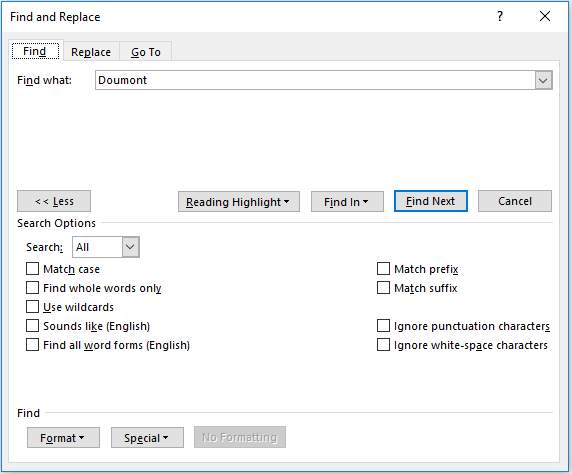 Find and Replace
Find Replace Go To
Find what: Doumont
<< Less Reading Highlight Find In Find Next Cancel
Search Options
Search: All
Match case Match prefix
Find whole words only Match suffix
Use wildcards
Sounds like (English) Ignore punctuation characters
Find all word forms (English) Ignore white-space characters
Find
Format Special No Formatting